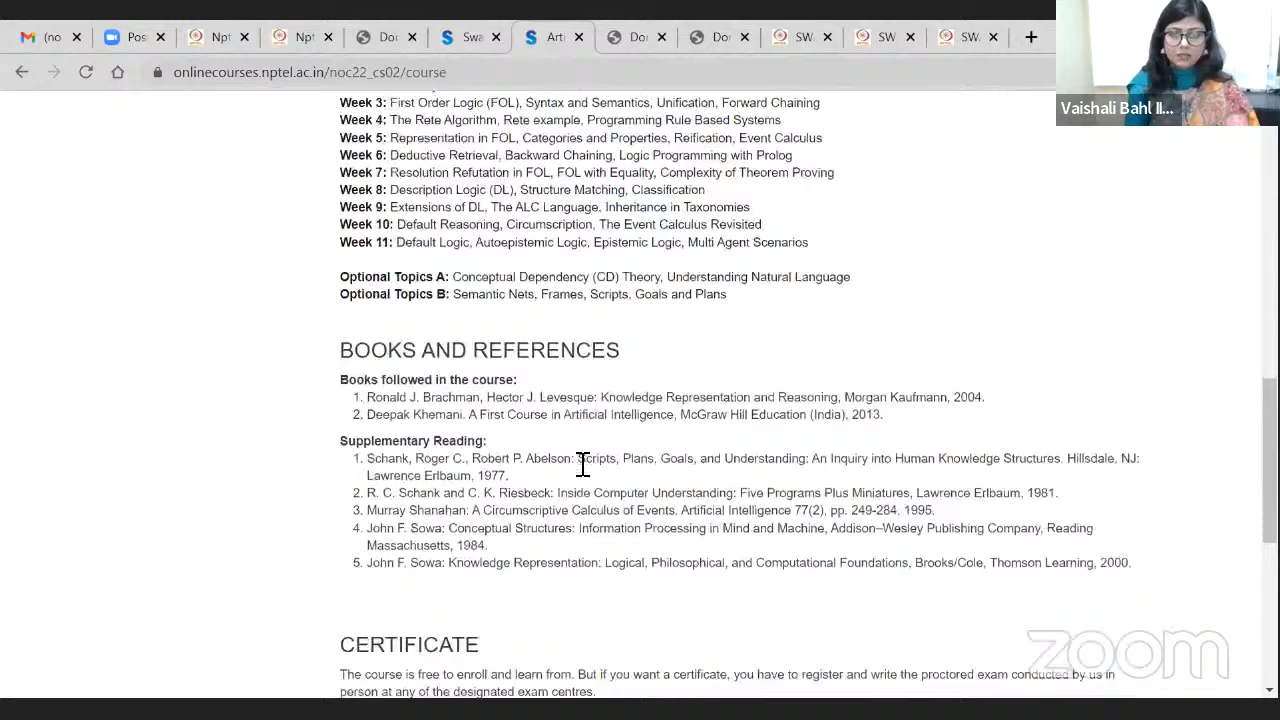 (no
Pos
Npt
Npt
Dor
Swa
Arti
Dor
Dor
SW
SW
SW
onlinecourses.nptel.ac.in/noc22_cs02/course
Vaishali Bahl II...
Week 3: First Order Logic (FOL), Syntax and Semantics, Unification, Forward Chaining
Week 4: The Rete Algorithm, Rete example, Programming Rule Based Systems
Week 5: Representation in FOL, Categories and Properties, Reification, Event Calculus
Week 6: Deductive Retrieval, Backward Chaining, Logic Programming with Prolog
Week 7: Resolution Refutation in FOL, FOL with Equality, Complexity of Theorem Proving
Week 8: Description Logic (DL), Structure Matching, Classification
Week 9: Extensions of DL, The ALC Language, Inheritance in Taxonomies
Week 10: Default Reasoning, Circumscription, The Event Calculus Revisited
Week 11: Default Logic, Autoepistemic Logic, Epistemic Logic, Multi Agent Scenarios
Optional Topics A: Conceptual Dependency (CD) Theory, Understanding Natural Language
Optional Topics B: Semantic Nets, Frames, Scripts, Goals and Plans
BOOKS AND REFERENCES
Books followed in the course:
1. Ronald J. Brachman, Hector J. Levesque: Knowledge Representation and Reasoning, Morgan Kaufmann, 2004.
2. Deepak Khemani. A First Course in Artificial Intelligence, McGraw Hill Education (India), 2013.
Supplementary Reading:
1. Schank, Roger C., Robert P. Abelson: Scripts, Plans, Goals, and Understanding: An Inquiry into Human Knowledge Structures. Hillsdale, NJ:
Lawrence Erlbaum, 1977.
2. R. C. Schank and C. K. Riesbeck: Inside Computer Understanding: Five Programs Plus Miniatures, Lawrence Erlbaum, 1981.
3. Murray Shanahan: A Circumscriptive Calculus of Events. Artificial Intelligence 77(2), pp. 249-284, 1995.
4. John F. Sowa: Conceptual Structures: Information Processing in Mind and Machine, Addison–Wesley Publishing Company, Reading
Massachusetts, 1984.
5. John F. Sowa: Knowledge Representation: Logical, Philosophical, and Computational Foundations, Brooks/Cole, Thomson Learning, 2000.
CERTIFICATE
The course is free to enroll and learn from. But if you want a certificate, you have to register and write the proctored exam conducted by us in
person at any of the designated exam centres.
zoom